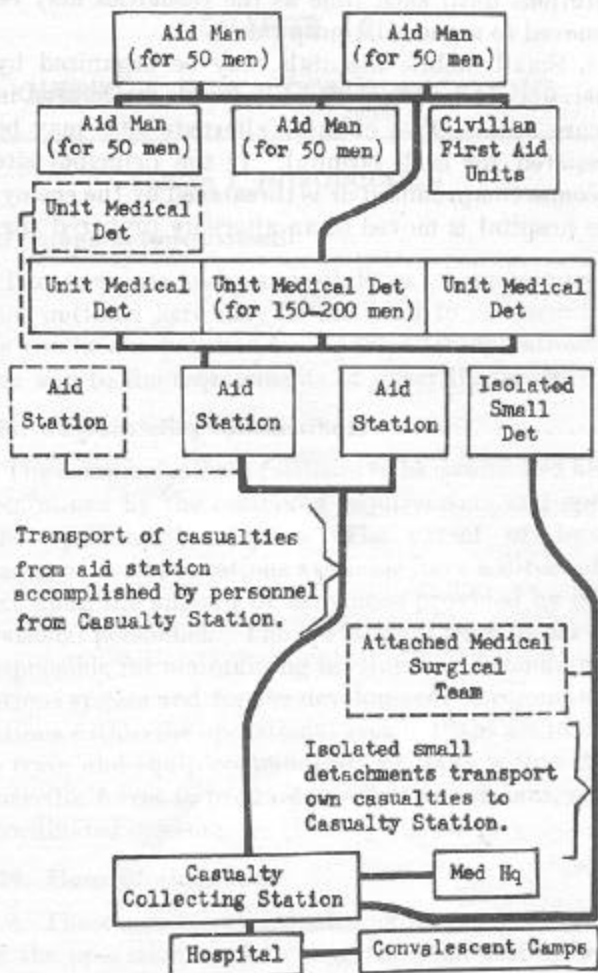 Aid Man
(for 50 men)
Aid Man
(for 50 men)
Aid Man
(for 50 men)
Aid Man
(for 50 men)
Civilian
First Aid
Units
Unit Medical
Det
Unit Medical
Det
Unit Medical Det
(for 150-200 men)
Unit Medical
Det
Aid
Station
Aid
Station
Aid
Station
Isolated
Small
Det
Transport of casualties
from aid station
accomplished by personnel
from Casualty Station.
Attached Medical
Surgical
Team
Isolated small
detachments transport
own casualties to
Casualty Station.
Casualty
Collecting Station
Med Hq
Hospital
Convalescent Camps